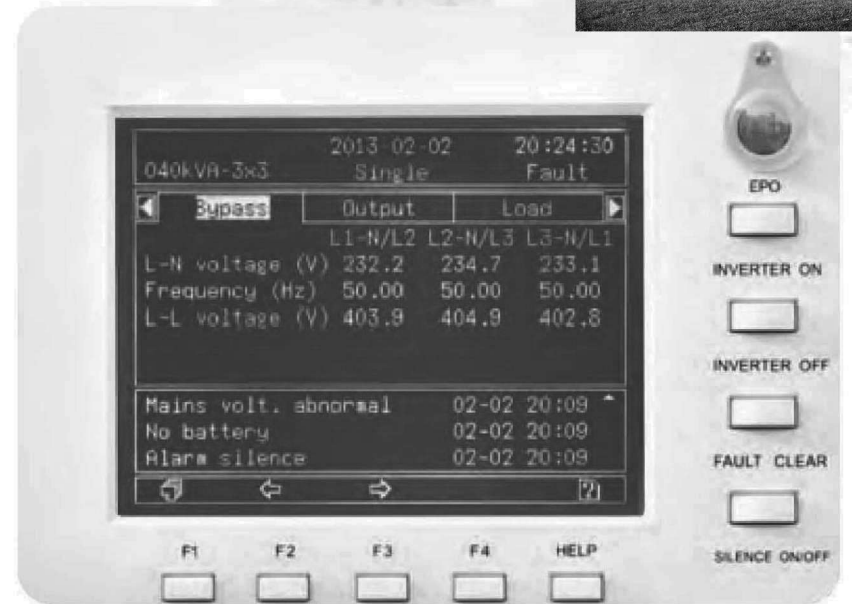 2013-02-02 20:24:30
040kVA-3x3 Single Fault
Bypass Output Load
L1-N/L2 L2-N/L3 L3-N/L1
L-N voltage (V) 232.2 234.7 233.1
Frequency (Hz) 50.00 50.00 50.00
L-L voltage (V) 403.9 404.9 402.8
Mains volt. abnormal 02-02 20:09
No battery 02-02 20:09
Alarm silence 02-02 20:09
F1 F2 F3 F4 HELP
EPO
INVERTER ON
INVERTER OFF
FAULT CLEAR
SILENCE ON/OFF